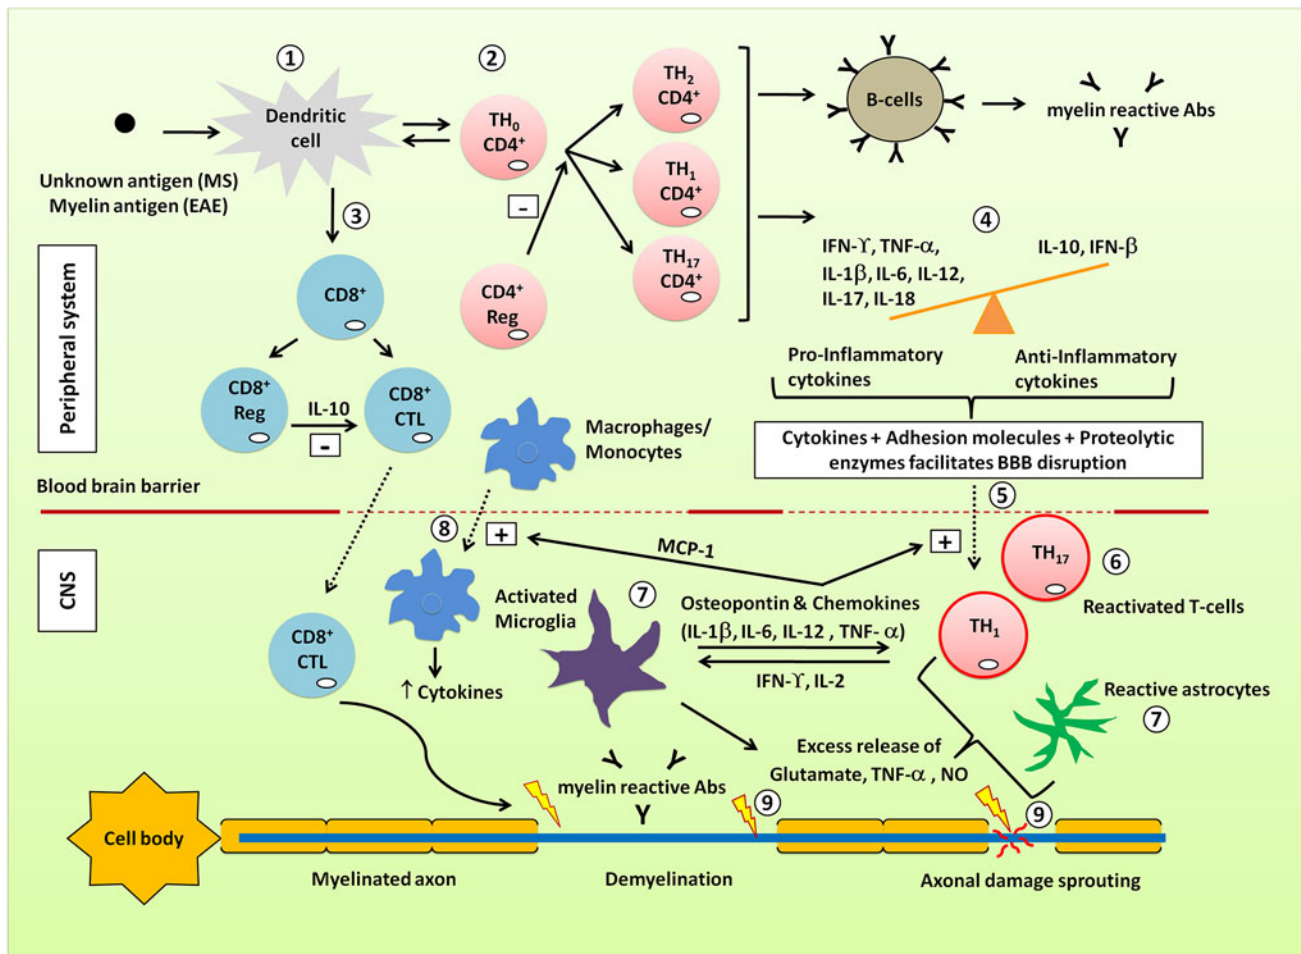 ①
②
Dendritic
cell
TH₀
CD4⁺
TH₂
CD4⁺
B-cells
myelin reactive Abs
Unknown antigen (MS)
Myelin antigen (EAE)
TH₁
CD4⁺
-
③
④
TH₁₇
CD4⁺
CD8⁺
CD4⁺
Reg
IFN-ϒ, TNF-α,
IL-1β, IL-6, IL-12,
IL-17, IL-18
IL-10, IFN-β
Peripheral system
CD8⁺
Reg
IL-10
-
CD8⁺
CTL
Macrophages/
Monocytes
Pro-Inflammatory
cytokines
Anti-Inflammatory
cytokines
Cytokines + Adhesion molecules + Proteolytic
enzymes facilitates BBB disruption
Blood brain barrier
⑤
⑧
+
MCP-1
+
TH₁₇
⑥
CNS
Reactivated T-cells
Activated
Microglia
⑦
Osteopontin & Chemokines
(IL-1β, IL-6, IL-12 , TNF- α)
IFN-ϒ, IL-2
TH₁
CD8⁺
CTL
↑ Cytokines
Reactive astrocytes
⑦
Excess release of
Glutamate, TNF-α , NO
myelin reactive Abs
⑨
⑨
Cell body
Myelinated axon
Demyelination
Axonal damage sprouting